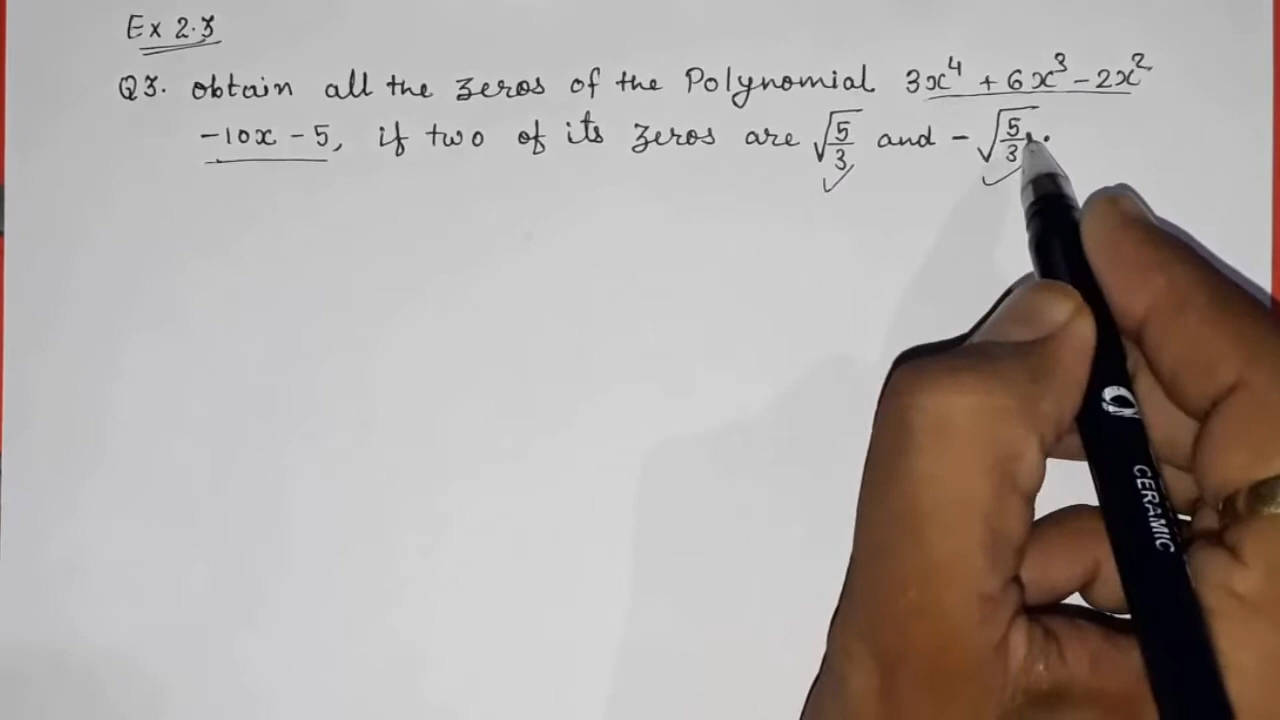 Ex 2.3
Q3. obtain all the zeros of the Polynomial 3x⁴ + 6x³ - 2x²
-10x - 5, if two of its zeros are √5/3 and - √5/3.
CERAMIC